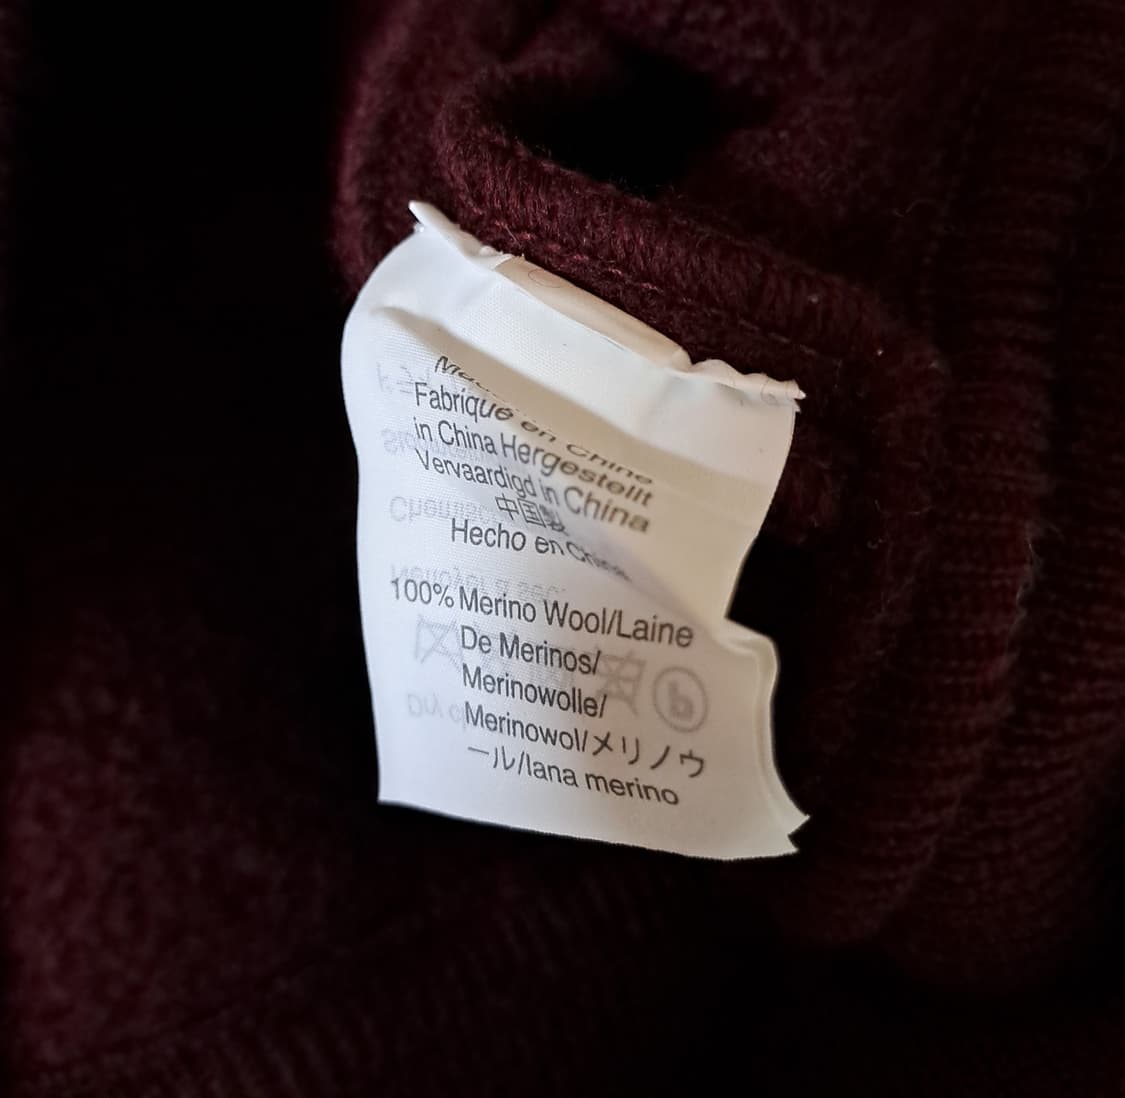 Fabrique en Chine
in China Hergestellt
Vervaardigd in China
中国製
Hecho en China
100% Merino Wool/Laine
De Merinos/
Merinowolle/
Merinowol/メリノウ
ール/lana merino